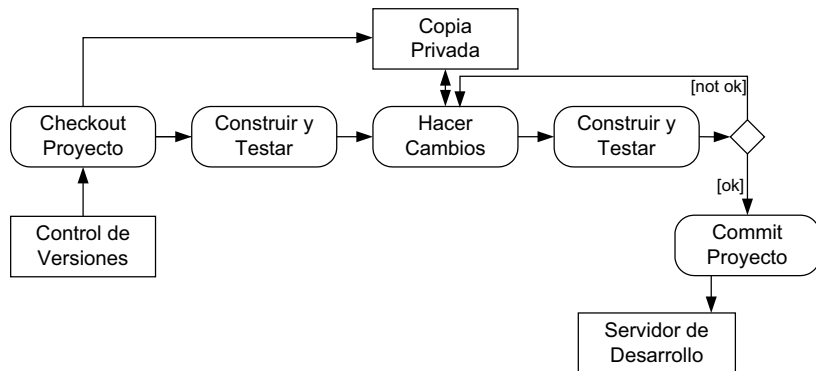 Copia
Privada
[not ok]
Checkout
Proyecto
Construir y
Testar
Hacer
Cambios
Construir y
Testar
[ok]
Control de
Versiones
Commit
Proyecto
Servidor de
Desarrollo